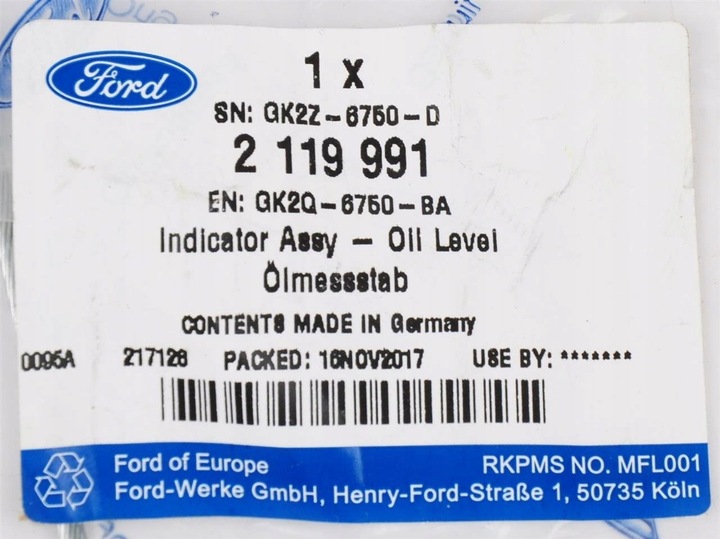 Ford
1 x
SN: GK2Z-6750-D
2 119 991
EN: GK2Q-6750-BA
Indicator Assy - Oil Level
Ölmessstab
CONTENTS MADE IN Germany
0095A 217128 PACKED: 16NOV2017 USE BY: *******
Ford of Europe RKPMS NO. MFL001
Ford-Werke GmbH, Henry-Ford-Straße 1, 50735 Köln